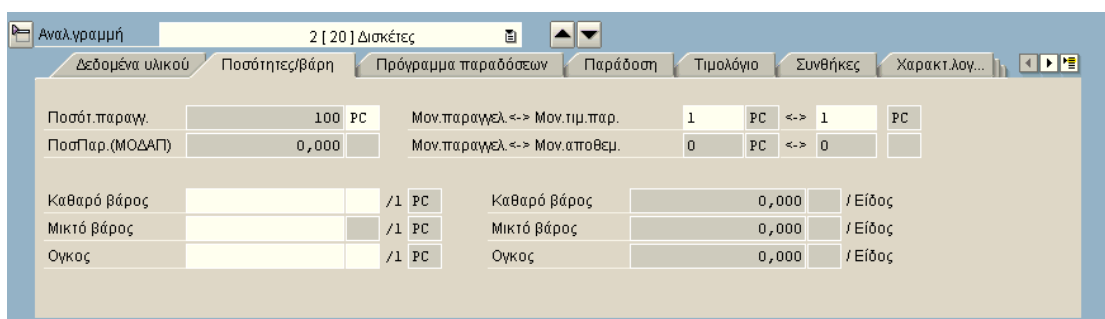 Αναλ.γραμμή 2 [ 20 ] Δισκέτες
Δεδομένα υλικού Ποσότητες/βάρη Πρόγραμμα παραδόσεων Παράδοση Τιμολόγιο Συνθήκες Χαρακτ.λογ...
Ποσότ.παραγγ. 100 PC Μον.παραγγελ.<-> Μον.τιμ.παρ. 1 PC <-> 1 PC
ΠοσΠαρ.(ΜΟΔΑΠ) 0,000 Μον.παραγγελ.<-> Μον.αποθεμ. 0 PC <-> 0
Καθαρό βάρος /1 PC Καθαρό βάρος 0,000 / Είδος
Μικτό βάρος /1 PC Μικτό βάρος 0,000 / Είδος
Ογκος /1 PC Ογκος 0,000 / Είδος